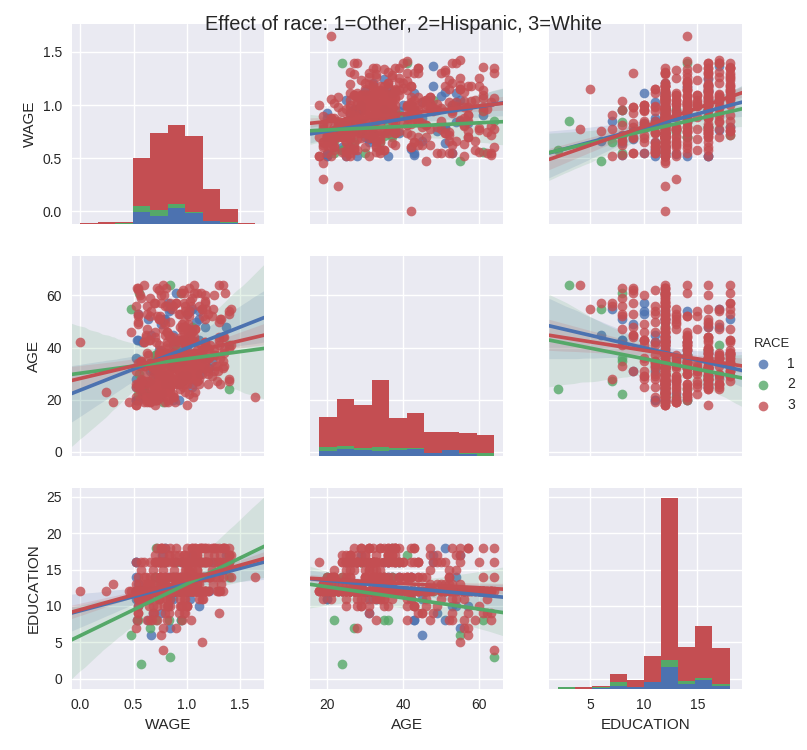 Effect of race: 1=Other, 2=Hispanic, 3=White
1.5
1.0
0.5
0.0
WAGE
60
40
20
0
AGE
RACE
1
2
3
25
20
15
10
5
0
EDUCATION
0.0 0.5 1.0 1.5
20 40 60
5 10 15
WAGE
AGE
EDUCATION